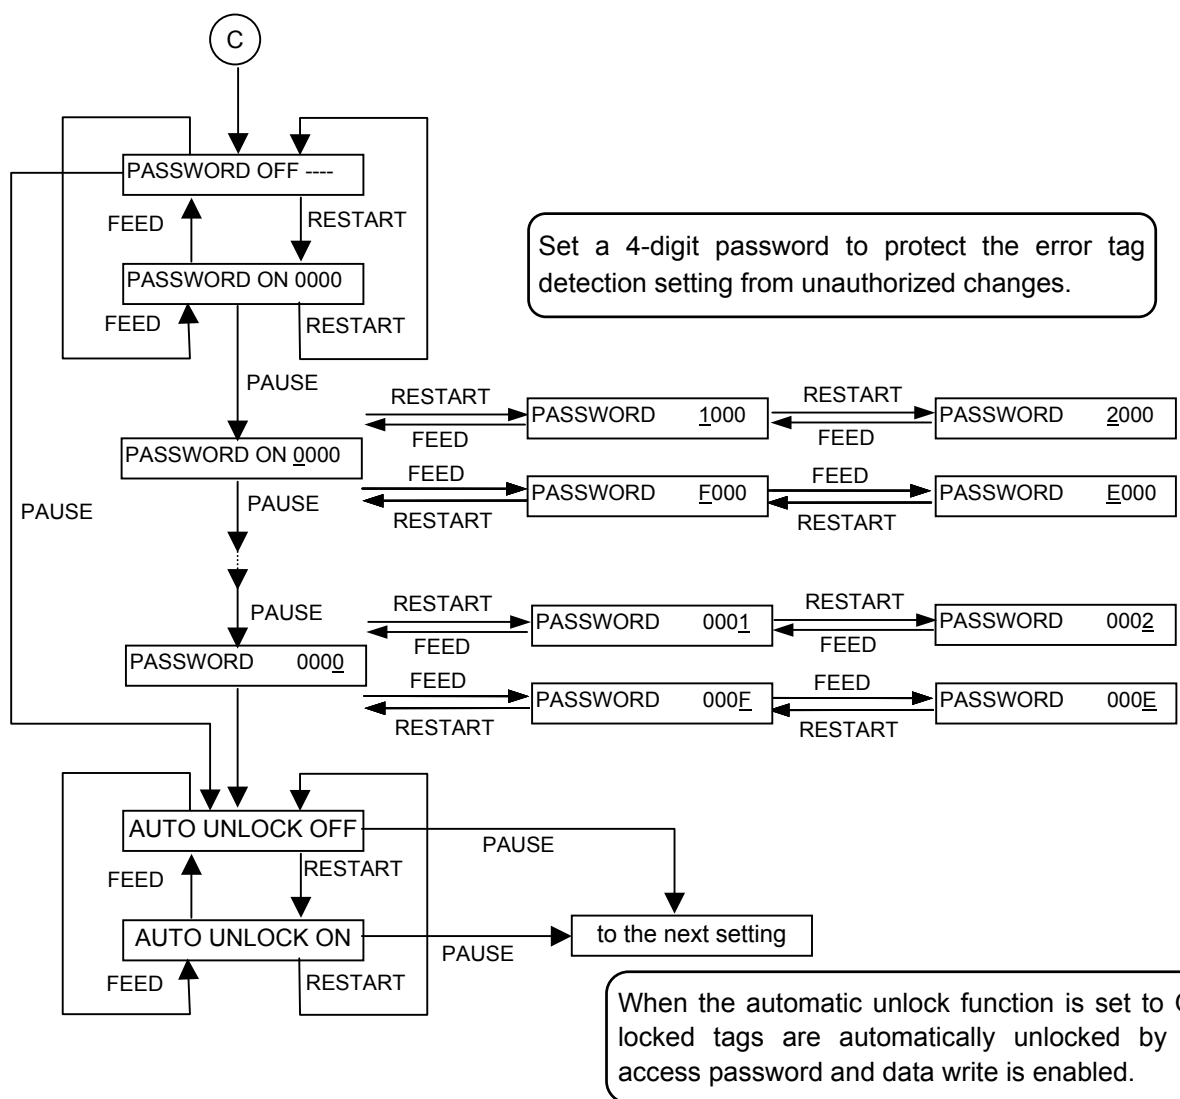 C
PASSWORD OFF ----
FEED
RESTART
PASSWORD ON 0000
FEED
RESTART
Set a 4-digit password to protect the error tag
detection setting from unauthorized changes.
PAUSE
RESTART
FEED
PASSWORD 1000
RESTART
FEED
PASSWORD 2000
PASSWORD ON 0000
FEED
RESTART
PASSWORD F000
FEED
RESTART
PASSWORD E000
PAUSE
PAUSE
PAUSE
RESTART
FEED
PASSWORD 0001
RESTART
FEED
PASSWORD 0002
PASSWORD 0000
FEED
RESTART
PASSWORD 000F
FEED
RESTART
PASSWORD 000E
AUTO UNLOCK OFF
PAUSE
FEED
RESTART
AUTO UNLOCK ON
PAUSE
to the next setting
FEED
RESTART
When the automatic unlock function is set to
locked tags are automatically unlocked by
access password and data write is enabled.